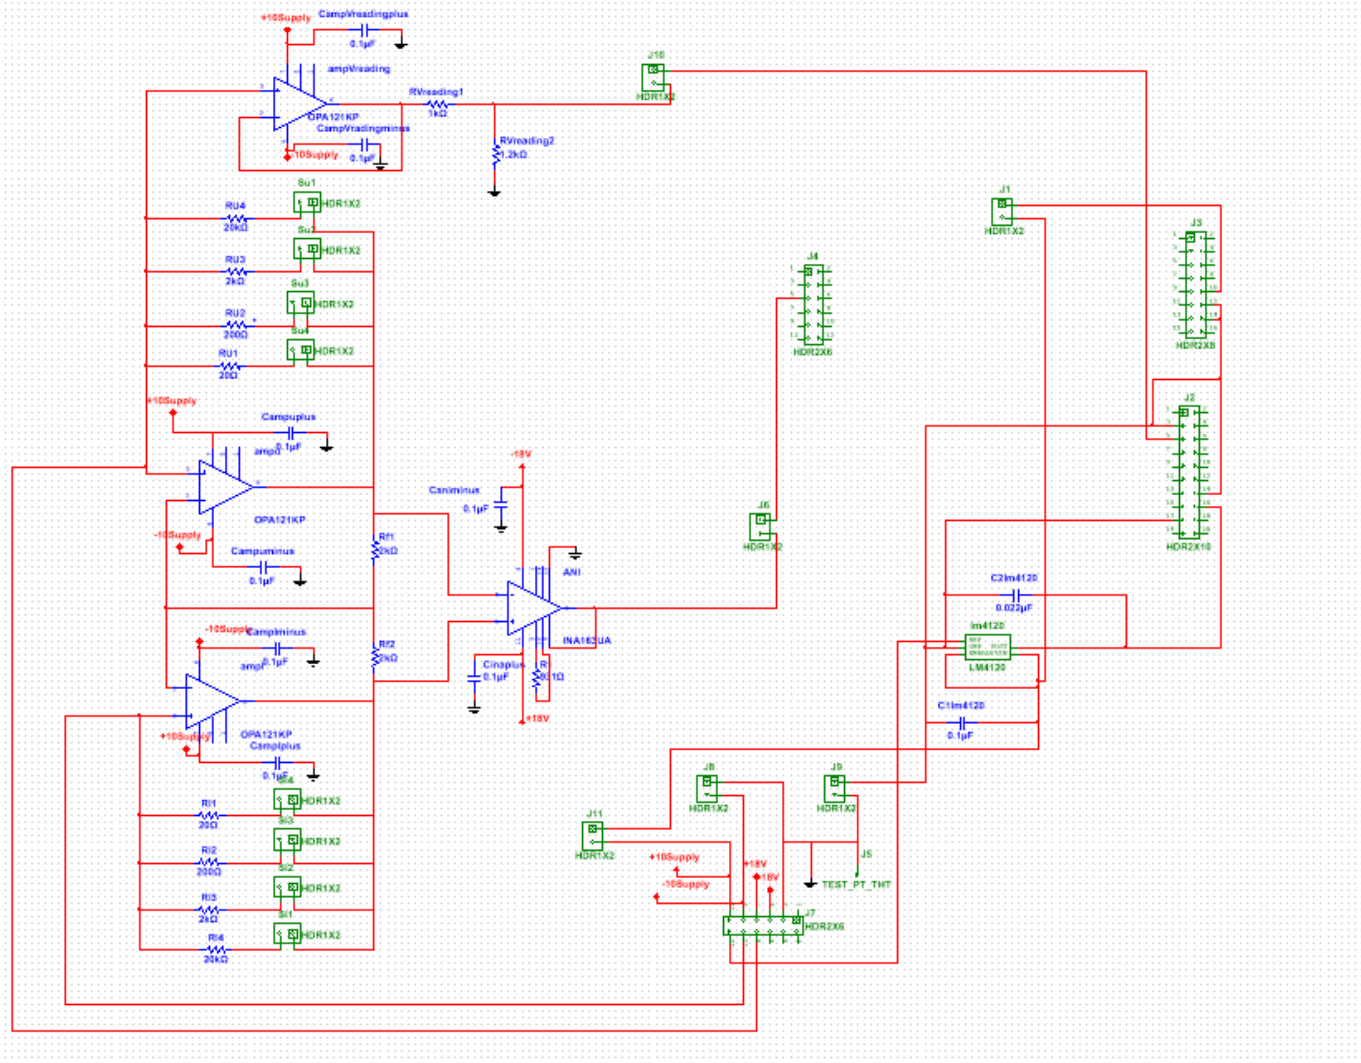 CampVreadingplus
+10Supply
0.1µF
ampVreading
J10
HDR1X2
RVreading1
1kΩ
OPA121KP
CampVradingminus
-10Supply
0.1µF
RVreading2
1.2kΩ
Su1
HDR1X2
RU4
20kΩ
Su2
HDR1X2
RU3
2kΩ
Su3
HDR1X2
RU2
200Ω
Su4
HDR1X2
RU1
20Ω
J1
HDR1X2
J3
HDR2X8
J4
HDR2X6
J2
HDR2X10
+10Supply
Campuplus
0.1µF
OPA121KP
-10Supply
Campuminus
0.1µF
-18V
Caniminus
0.1µF
J6
HDR1X2
Rf1
2kΩ
ANI
INA163UA
C2lm4120
0.022µF
lm4120
LM4120
-10Supply
Campiminus
0.1µF
Rf2
2kΩ
Cinaplus
0.1µF
+18V
C1lm4120
0.1µF
+10Supply
OPA121KP
Campiplus
0.1µF
HDR1X2
RI1
20Ω
Si3
HDR1X2
RI2
200Ω
Si2
HDR1X2
RI3
2kΩ
Si1
HDR1X2
RI4
20kΩ
J8
HDR1X2
J9
HDR1X2
J11
HDR1X2
+10Supply
-10Supply
+18V
J5
TEST_PT_THT
J7
HDR2X6